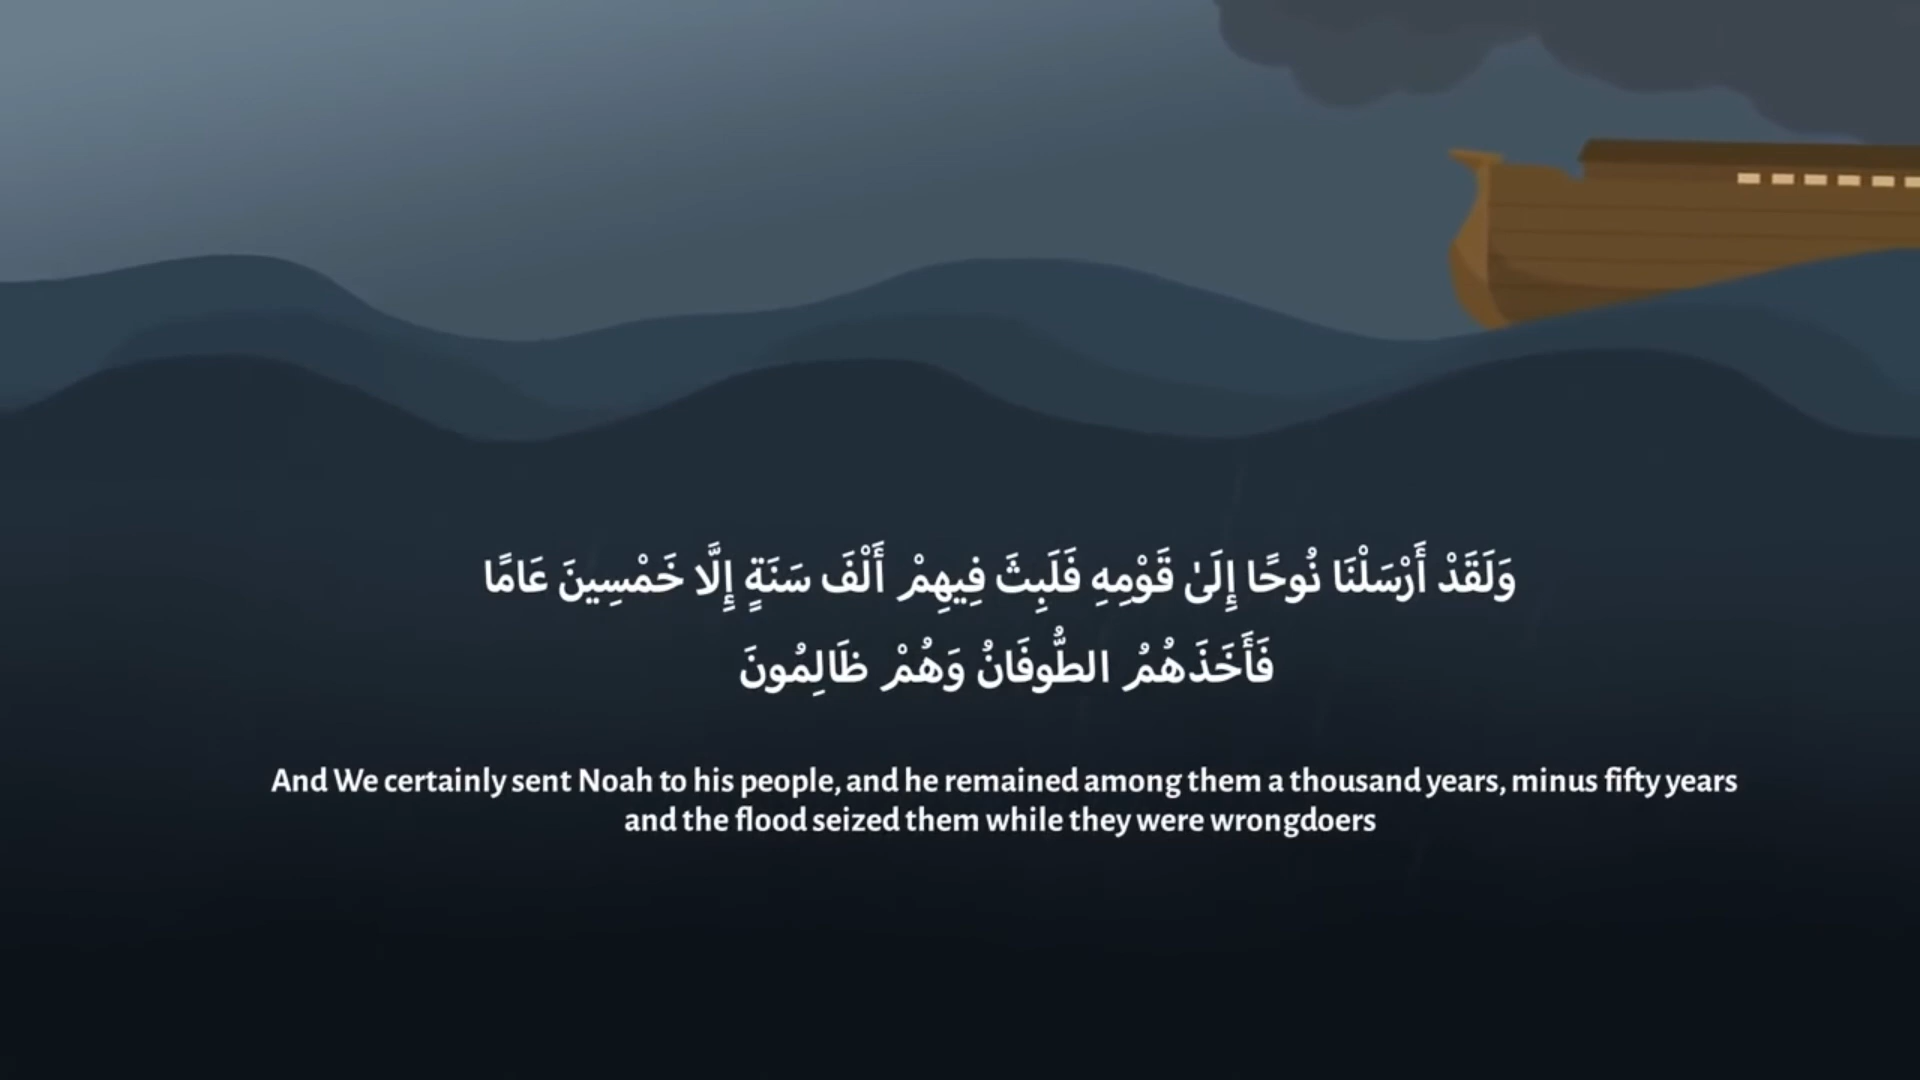 وَلَقَدْ أَرْسَلْنَا نُوحًا إِلَىٰ قَوْمِهِ فَلَبِثَ فِيهِمْ أَلْفَ سَنَةٍ إِلَّا خَمْسِينَ عَامًا
فَأَخَذَهُمُ الطُّوفَانُ وَهُمْ ظَالِمُونَ
And We certainly sent Noah to his people, and he remained among them a thousand years, minus fifty years
and the flood seized them while they were wrongdoers